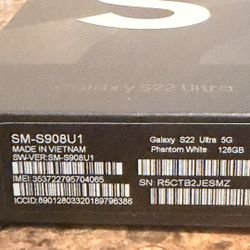 S
Galaxy S22 Ultra
SM-S908U1
MADE IN VIETNAM
SW-VER:SM-S908U1
IMEI:353722795704065
ICCID:89012803320189796386
Galaxy S22 Ultra 5G
Phantom White 128GB
SN: R5CTB2JESMZ